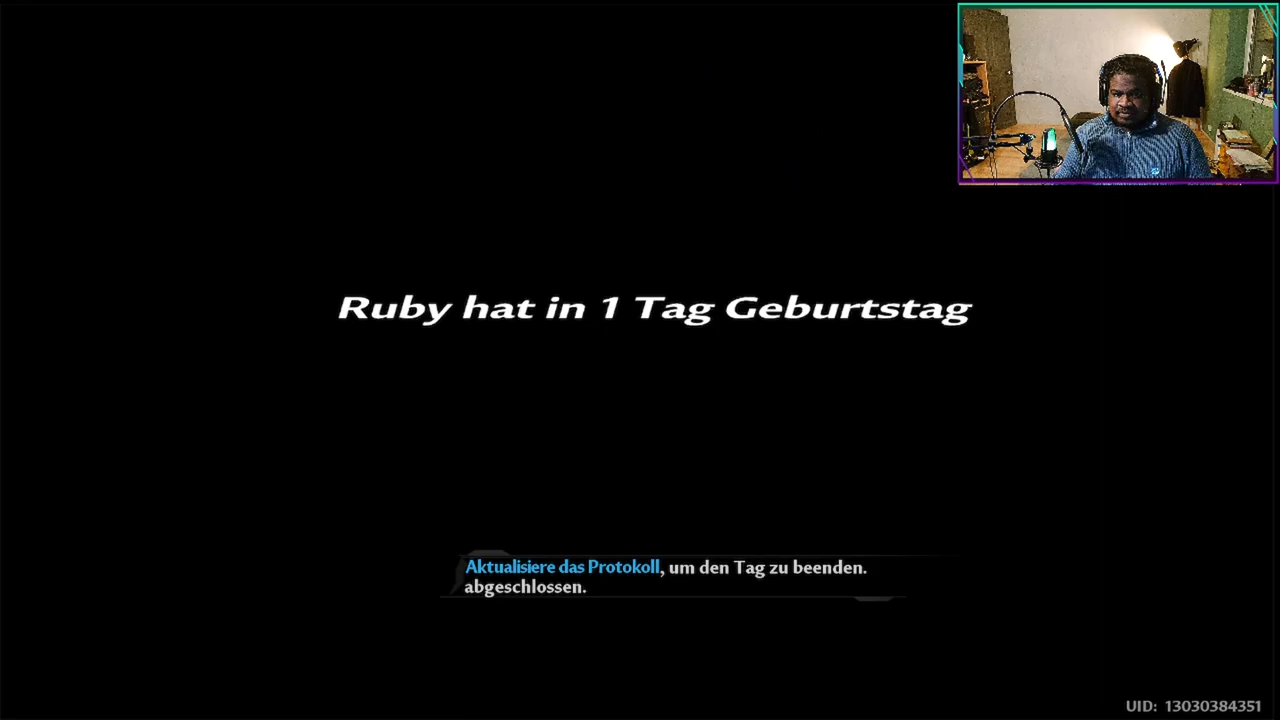 Ruby hat in 1 Tag Geburtstag
Aktualisiere das Protokoll, um den Tag zu beenden.
abgeschlossen.
UID: 13030384351